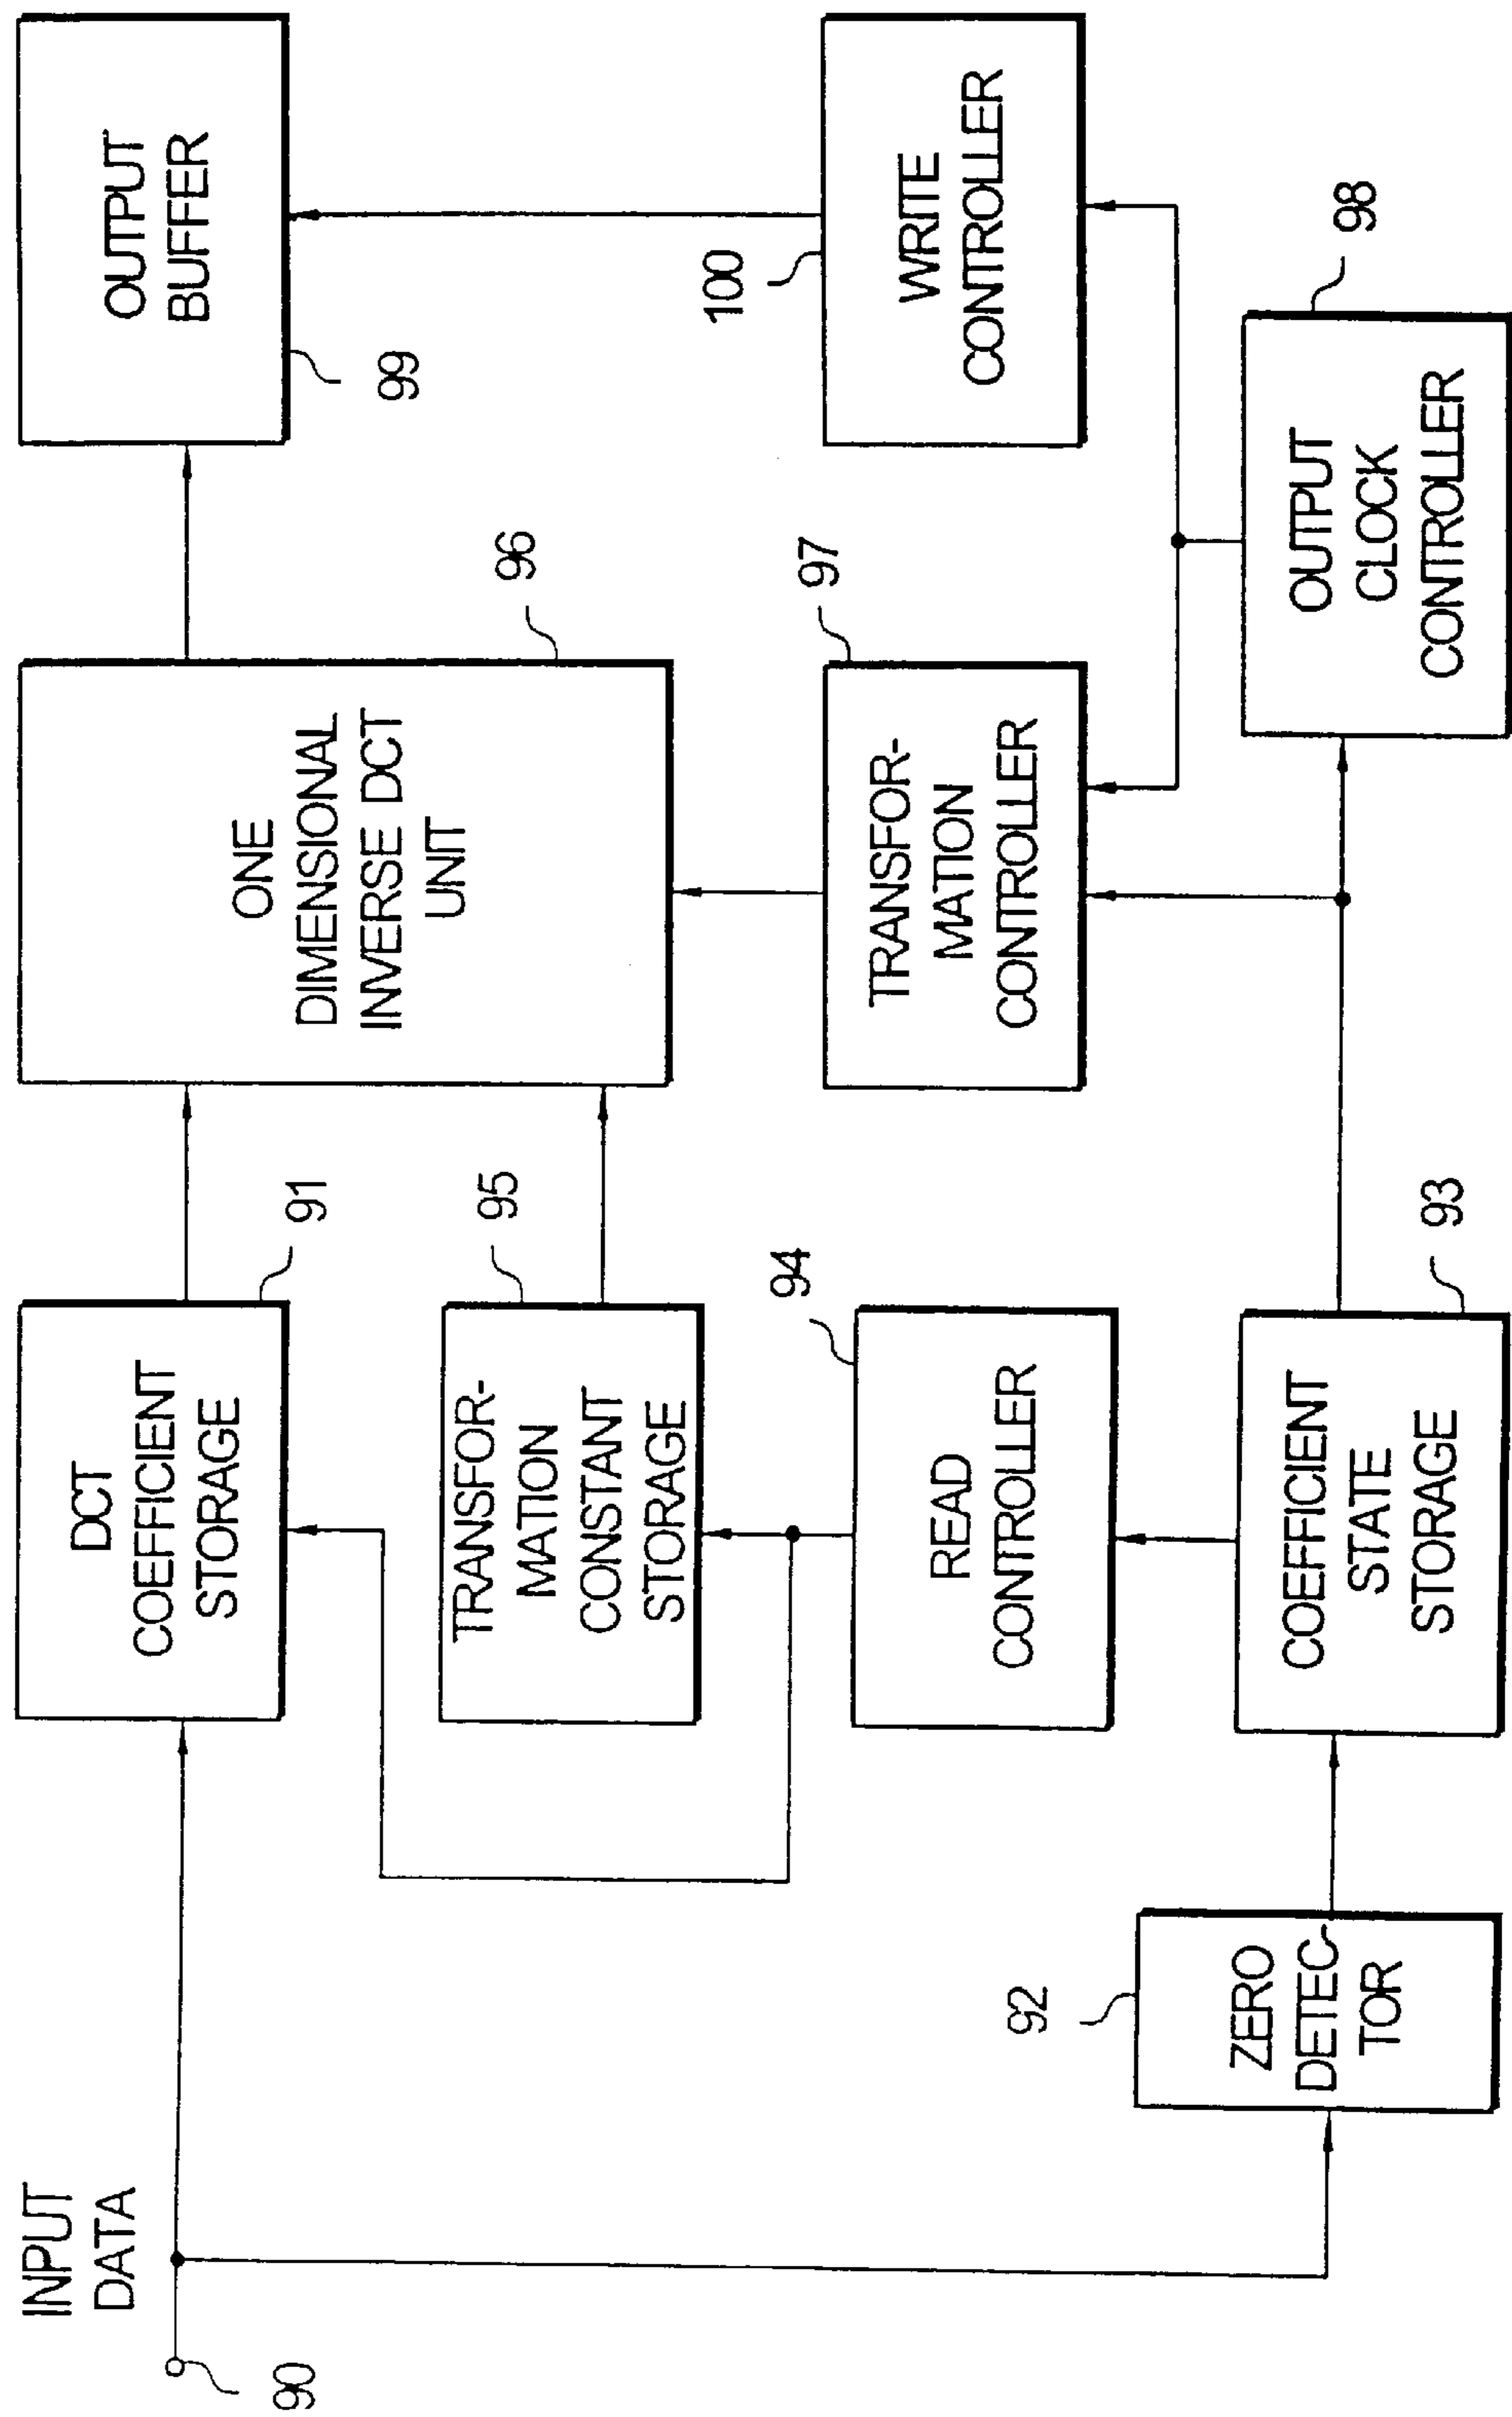 INPUT
DATA
90
DCT
COEFFICIENT
STORAGE
91
ONE
DIMENSIONAL
INVERSE DCT
UNIT
96
OUTPUT
BUFFER
99
TRANSFOR-
MATION
CONSTANT
STORAGE
95
READ
CONTROLLER
94
TRANSFOR-
MATION
CONTROLLER
97
WRITE
CONTROLLER
100
ZERO
DETEC-
TOR
92
COEFFICIENT
STATE
STORAGE
93
OUTPUT
CLOCK
CONTROLLER
98